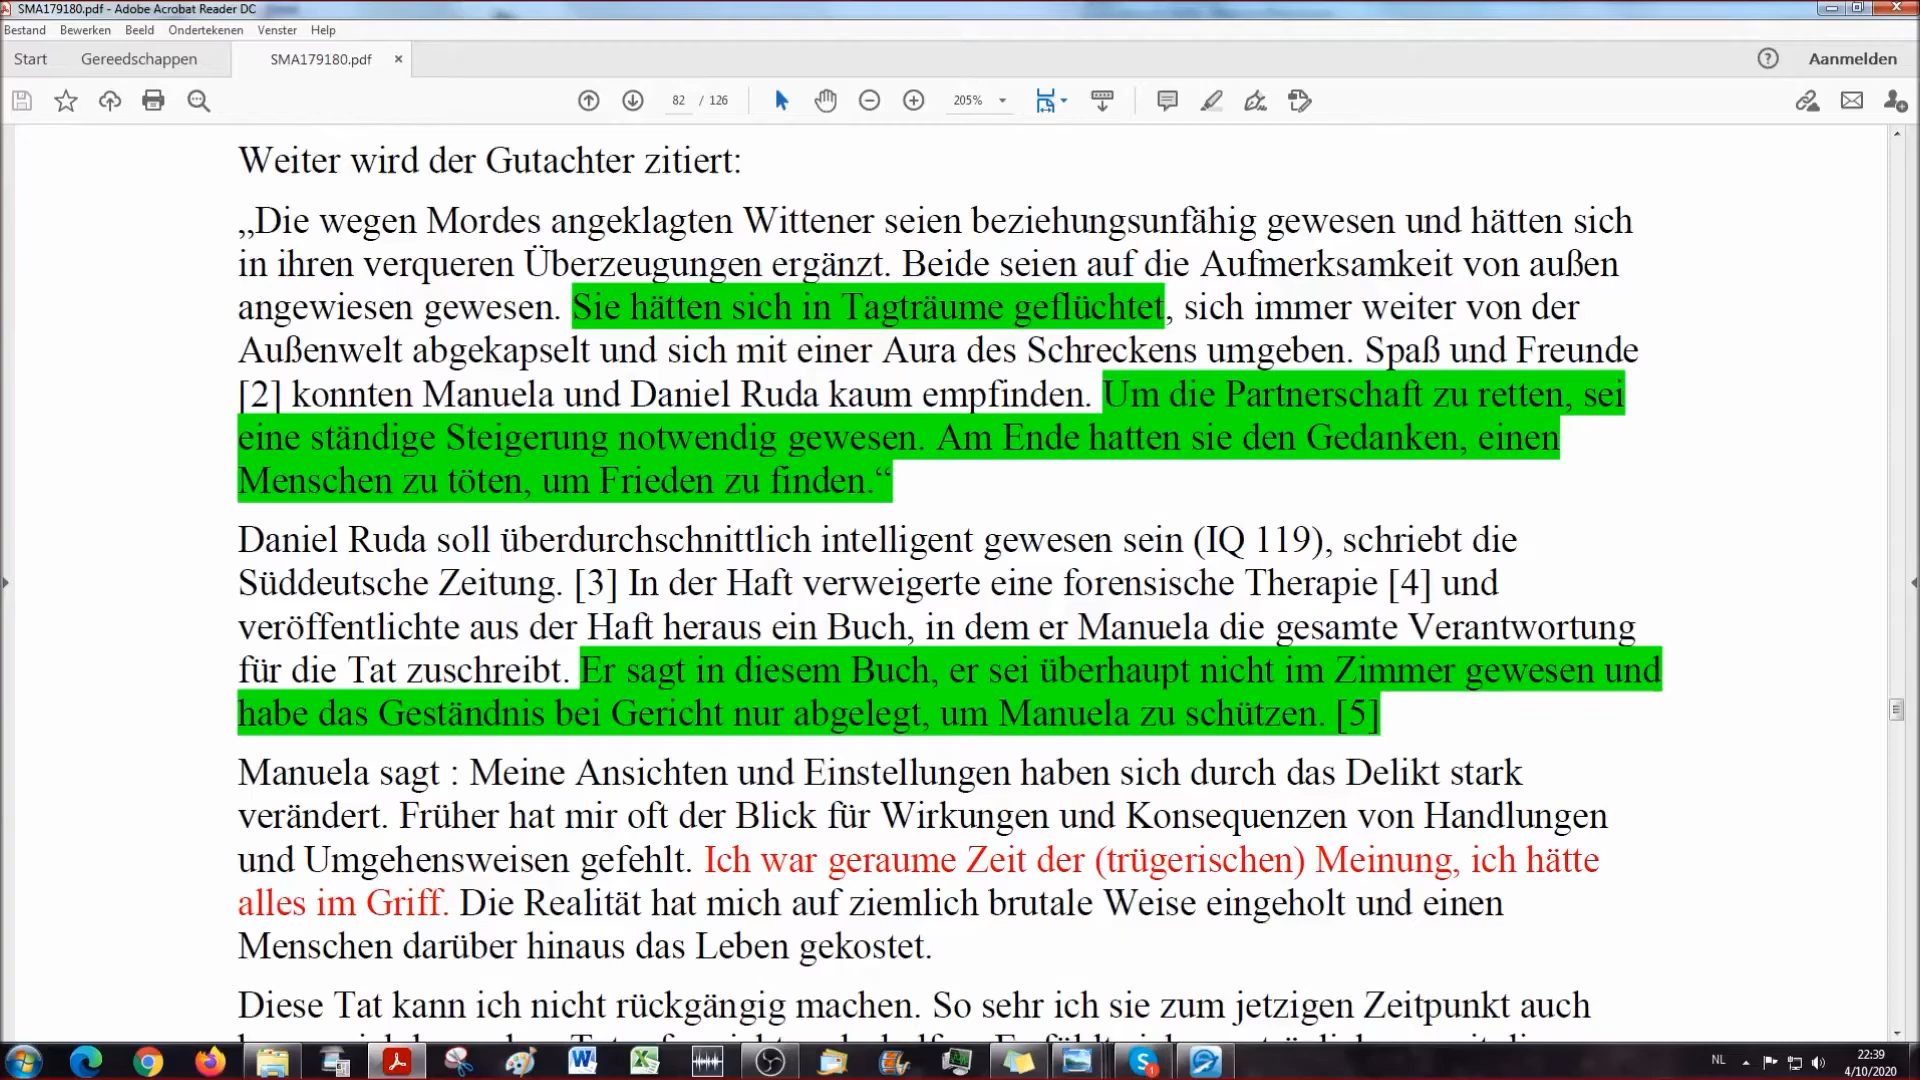 SMA179180.pdf - Adobe Acrobat Reader DC
Bestand Bewerken Beeld Ondertekenen Venster Help
Start Gereedschappen SMA179180.pdf × Aanmelden
82 / 126 205%
Weiter wird der Gutachter zitiert:
„Die wegen Mordes angeklagten Wittener seien beziehungsunfähig gewesen und hätten sich
in ihren verqueren Überzeugungen ergänzt. Beide seien auf die Aufmerksamkeit von außen
angewiesen gewesen. Sie hätten sich in Tagträume geflüchtet, sich immer weiter von der
Außenwelt abgekapselt und sich mit einer Aura des Schreckens umgeben. Spaß und Freunde
[2] konnten Manuela und Daniel Ruda kaum empfinden. Um die Partnerschaft zu retten, sei
eine ständige Steigerung notwendig gewesen. Am Ende hatten sie den Gedanken, einen
Menschen zu töten, um Frieden zu finden.“
Daniel Ruda soll überdurchschnittlich intelligent gewesen sein (IQ 119), schriebt die
Süddeutsche Zeitung. [3] In der Haft verweigerte eine forensische Therapie [4] und
veröffentlichte aus der Haft heraus ein Buch, in dem er Manuela die gesamte Verantwortung
für die Tat zuschreibt. Er sagt in diesem Buch, er sei überhaupt nicht im Zimmer gewesen und
habe das Geständnis bei Gericht nur abgelegt, um Manuela zu schützen. [5]
Manuela sagt : Meine Ansichten und Einstellungen haben sich durch das Delikt stark
verändert. Früher hat mir oft der Blick für Wirkungen und Konsequenzen von Handlungen
und Umgehensweisen gefehlt. Ich war geraume Zeit der (trügerischen) Meinung, ich hätte
alles im Griff. Die Realität hat mich auf ziemlich brutale Weise eingeholt und einen
Menschen darüber hinaus das Leben gekostet.
Diese Tat kann ich nicht rückgängig machen. So sehr ich sie zum jetzigen Zeitpunkt auch
NL 22:39
4/10/2020